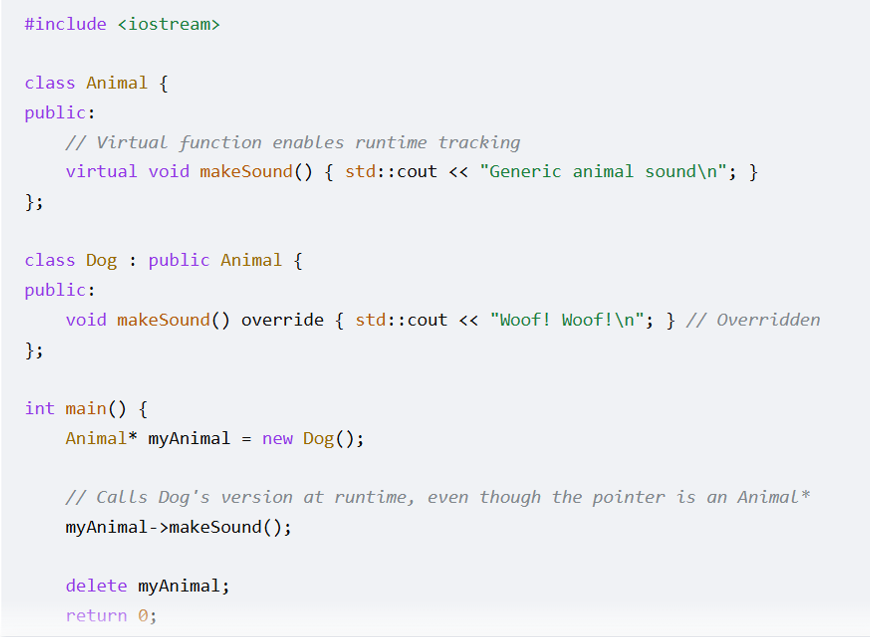 #include <iostream>
class Animal {
public:
    // Virtual function enables runtime tracking
    virtual void makeSound() { std::cout << "Generic animal sound\n"; }
};
class Dog : public Animal {
public:
    void makeSound() override { std::cout << "Woof! Woof!\n"; } // Overridden
};
int main() {
    Animal* myAnimal = new Dog();
    // Calls Dog's version at runtime, even though the pointer is an Animal*
    myAnimal->makeSound();
    delete myAnimal;
    return 0;